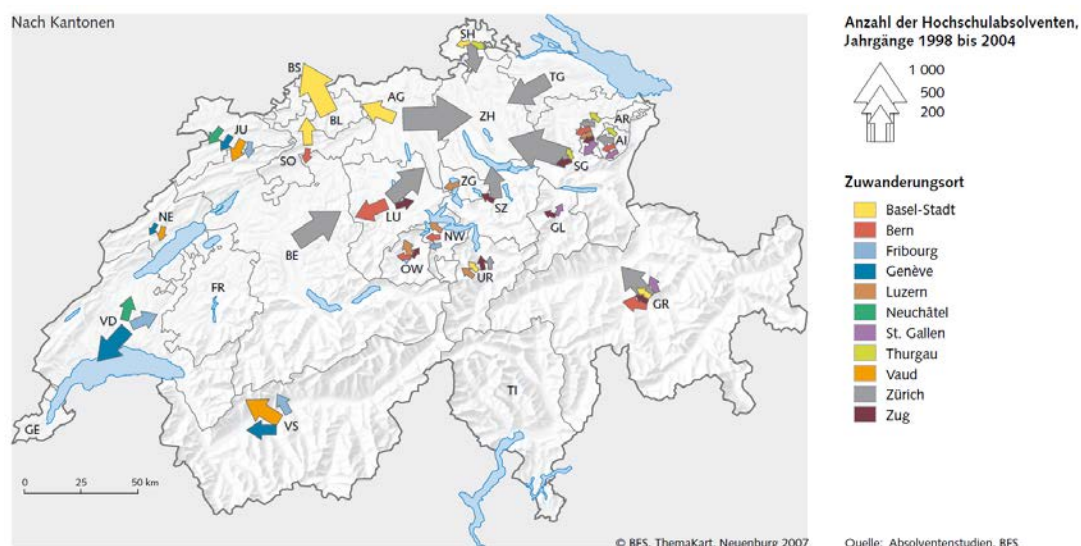 Nach Kantonen
SH
BS
TG
AG
BL
ZH
AR
JU
AI
SO
SG
ZG
NE
LU
SZ
GL
NW
BE
OW
UR
FR
GR
VD
TI
VS
GE
0 25 50 km
© BFS, ThemaKart, Neuenburg 2007
Anzahl der Hochschulabsolventen,
Jahrgänge 1998 bis 2004
1 000
500
200
Zuwanderungsort
Basel-Stadt
Bern
Fribourg
Genève
Luzern
Neuchâtel
St. Gallen
Thurgau
Vaud
Zürich
Zug
Quelle: Absolventenstudien, BFS